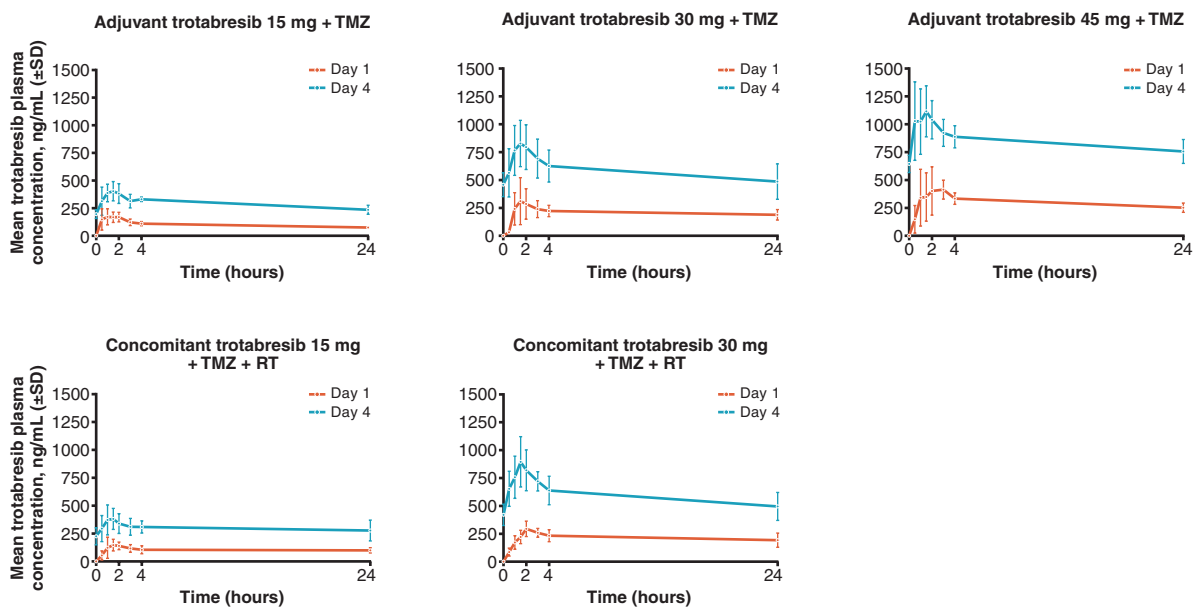 Adjuvant trotabresib 15 mg + TMZ
Mean trotabresib plasma
concentration, ng/mL (±SD)
1500
1250
1000
750
500
250
0
Day 1
Day 4
0 2 4 24
Time (hours)
Adjuvant trotabresib 30 mg + TMZ
1500
1250
1000
750
500
250
0
Day 1
Day 4
0 2 4 24
Time (hours)
Adjuvant trotabresib 45 mg + TMZ
1500
1250
1000
750
500
250
0
Day 1
Day 4
0 2 4 24
Time (hours)
Concomitant trotabresib 15 mg
+ TMZ + RT
Mean trotabresib plasma
concentration, ng/mL (±SD)
1500
1250
1000
750
500
250
0
Day 1
Day 4
0 2 4 24
Time (hours)
Concomitant trotabresib 30 mg
+ TMZ + RT
1500
1250
1000
750
500
250
0
Day 1
Day 4
0 2 4 24
Time (hours)